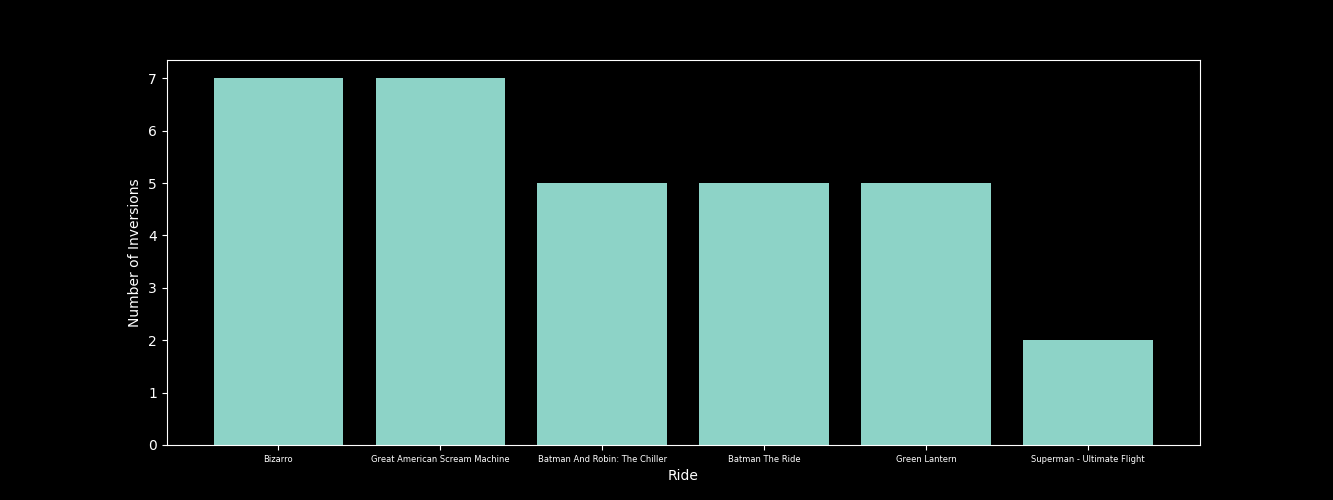 7
6
5
4
3
2
1
0
Number of Inversions
Bizarro
Great American Scream Machine
Batman And Robin: The Chiller
Batman The Ride
Green Lantern
Superman - Ultimate Flight
Ride